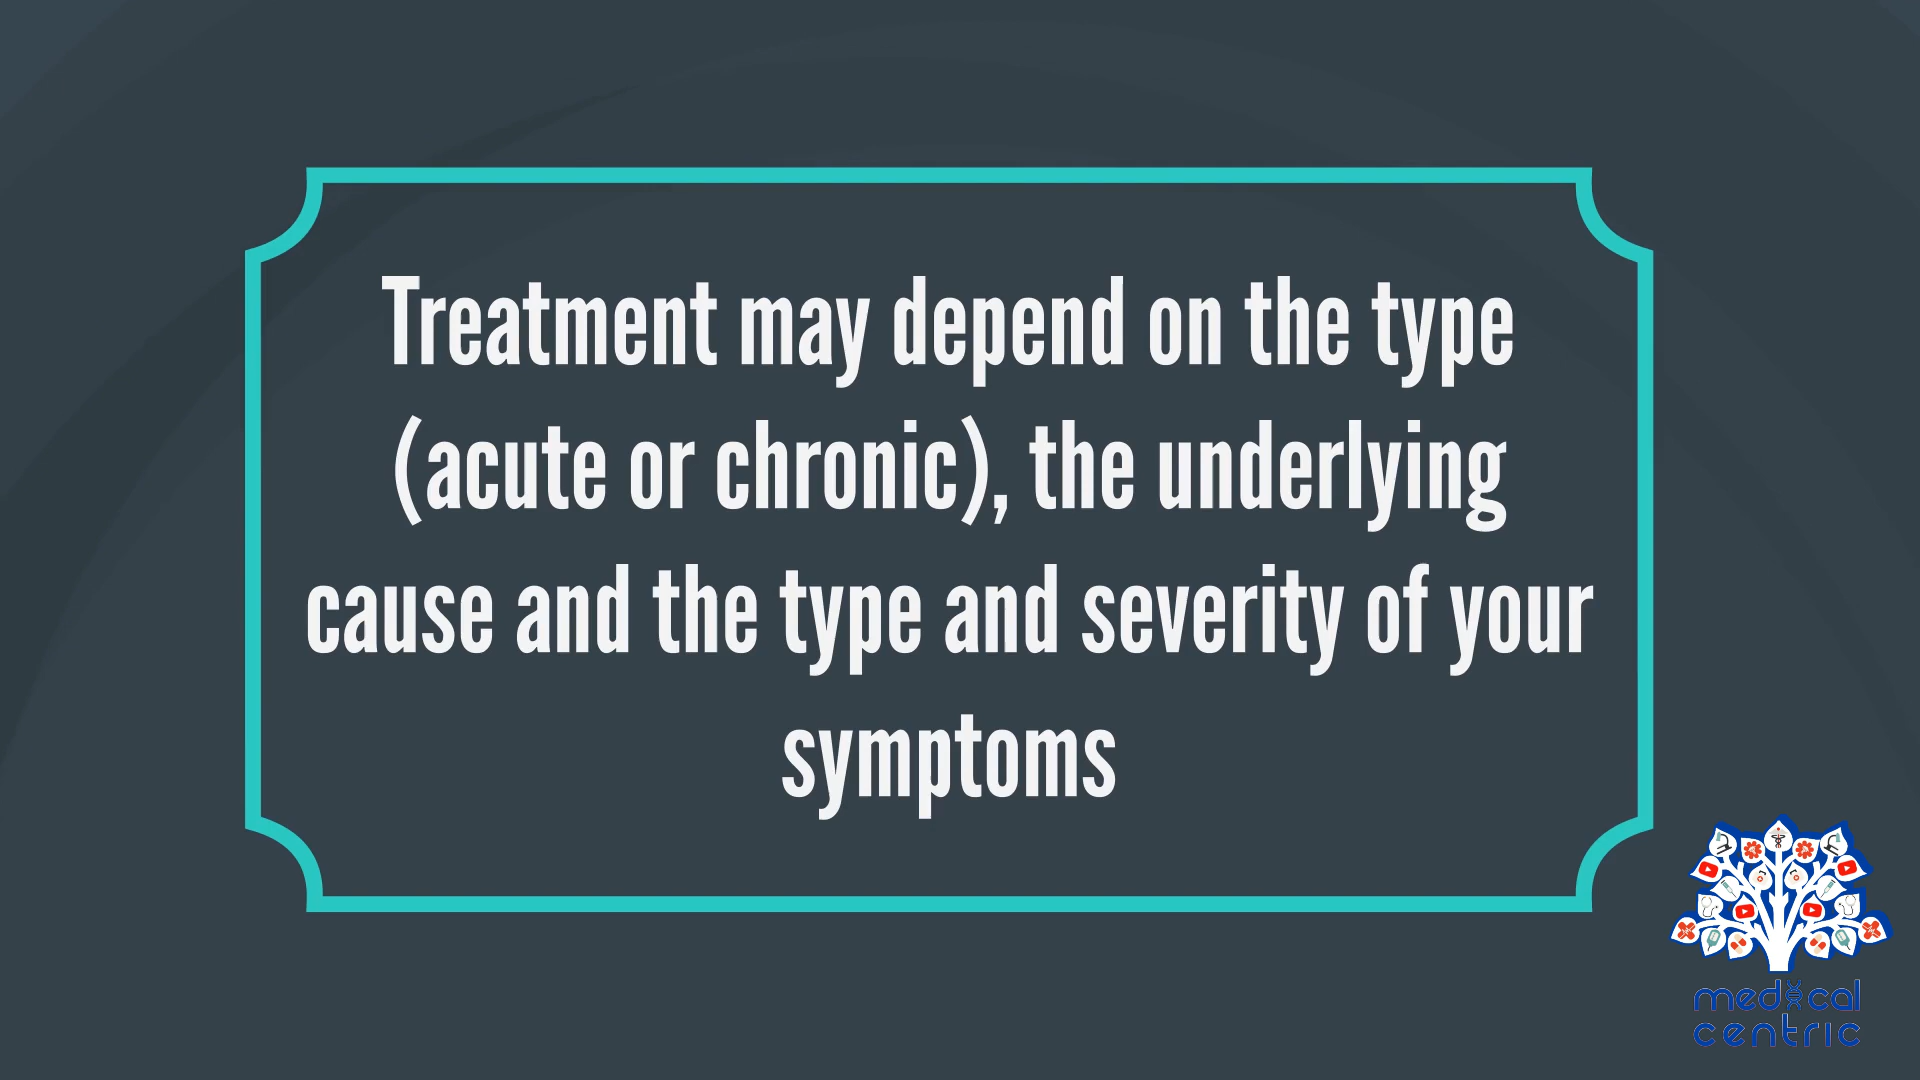 Treatment may depend on the type
(acute or chronic), the underlying
cause and the type and severity of your
symptoms
medical
centric